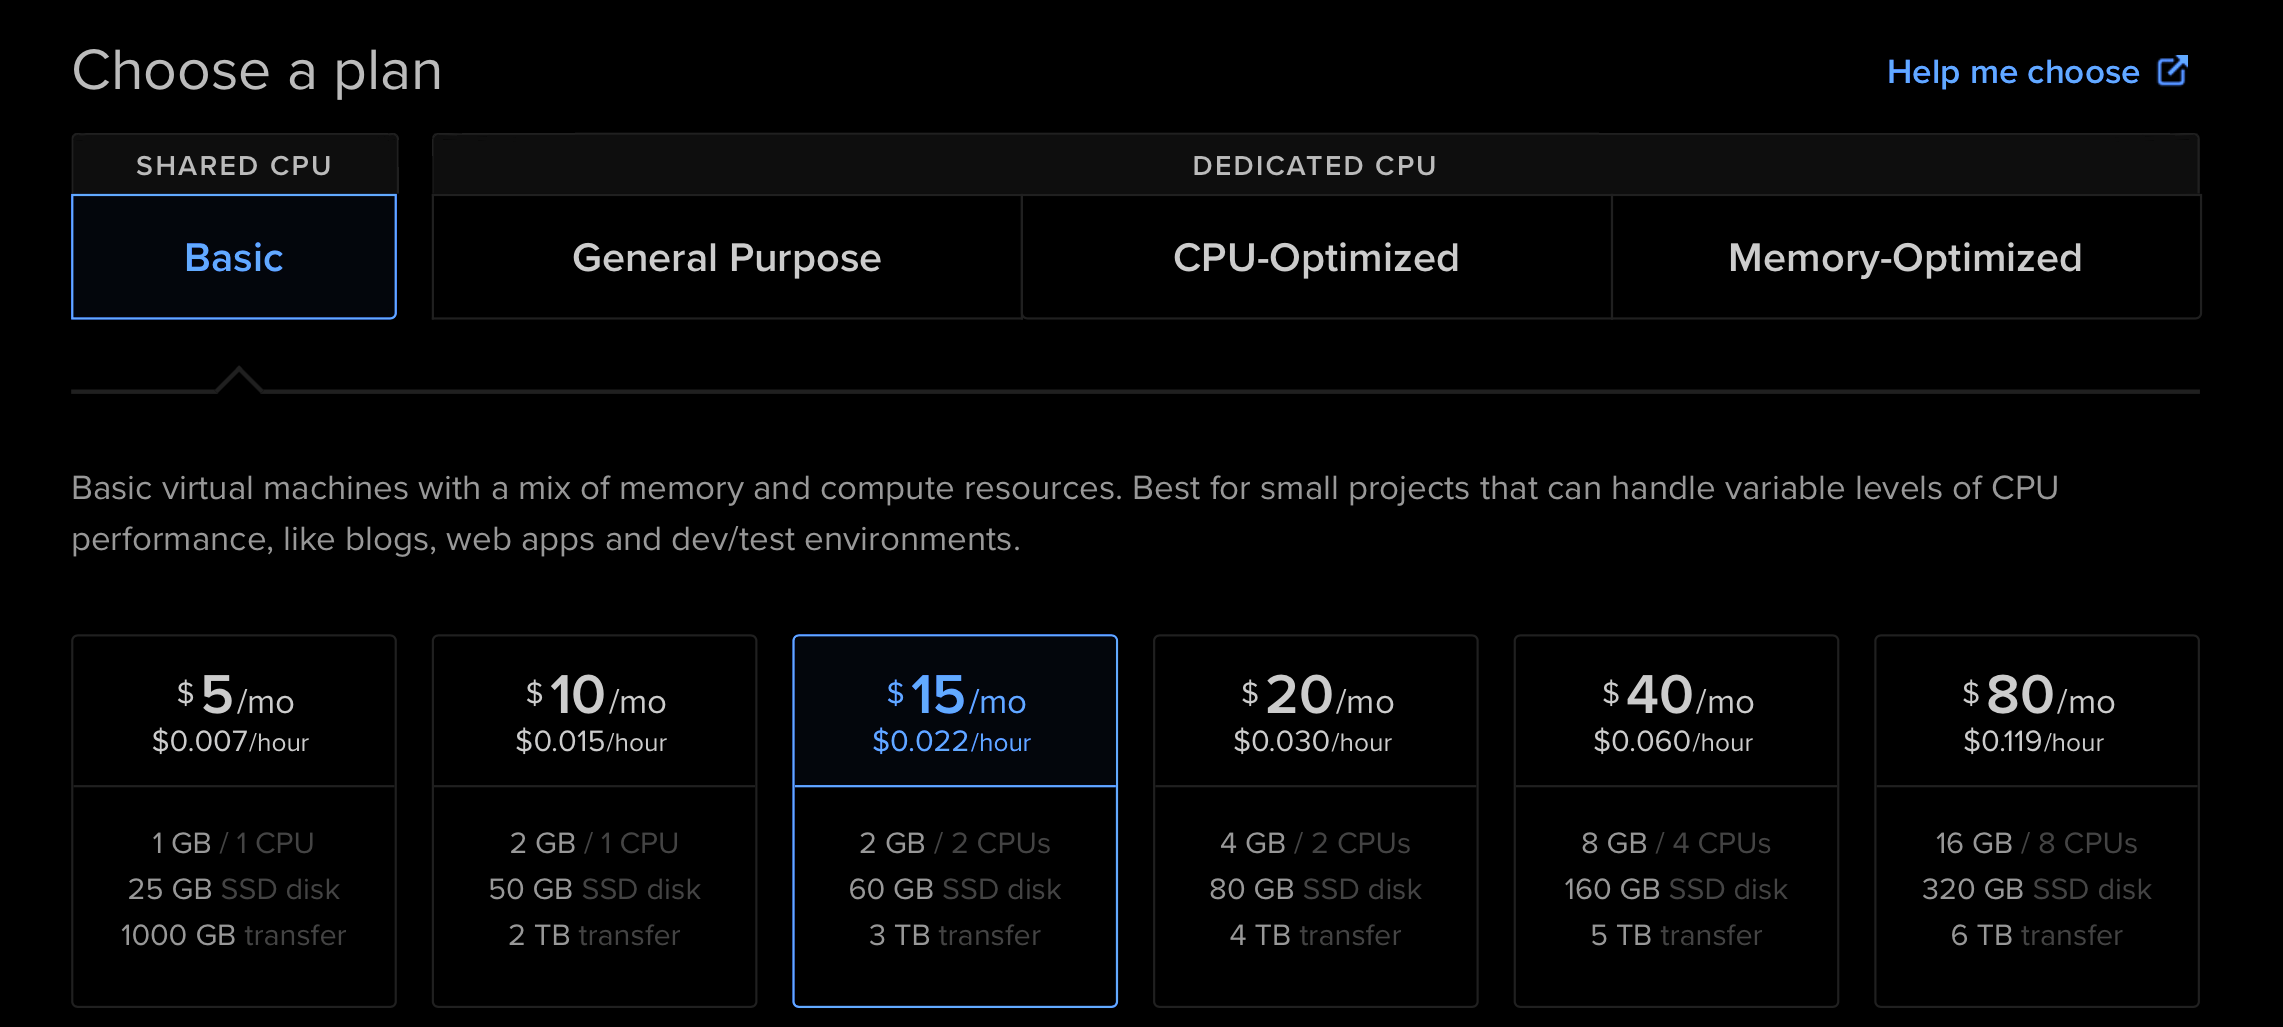 Choose a plan
Help me choose
SHARED CPU
DEDICATED CPU
Basic
General Purpose
CPU-Optimized
Memory-Optimized
Basic virtual machines with a mix of memory and compute resources. Best for small projects that can handle variable levels of CPU
performance, like blogs, web apps and dev/test environments.
$5/mo
$0.007/hour
1 GB / 1 CPU
25 GB SSD disk
1000 GB transfer
$10/mo
$0.015/hour
2 GB / 1 CPU
50 GB SSD disk
2 TB transfer
$15/mo
$0.022/hour
2 GB / 2 CPUs
60 GB SSD disk
3 TB transfer
$20/mo
$0.030/hour
4 GB / 2 CPUs
80 GB SSD disk
4 TB transfer
$40/mo
$0.060/hour
8 GB / 4 CPUs
160 GB SSD disk
5 TB transfer
$80/mo
$0.119/hour
16 GB / 8 CPUs
320 GB SSD disk
6 TB transfer